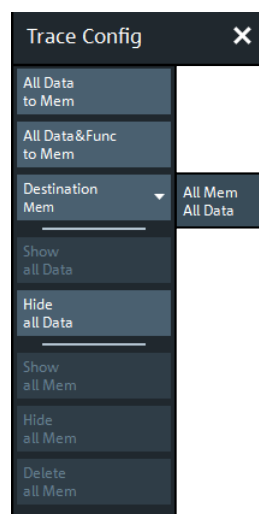 Trace Config
All Data
to Mem
All Data&Func
to Mem
Destination
Mem
All Mem
All Data
Show
all Data
Hide
all Data
Show
all Mem
Hide
all Mem
Delete
all Mem